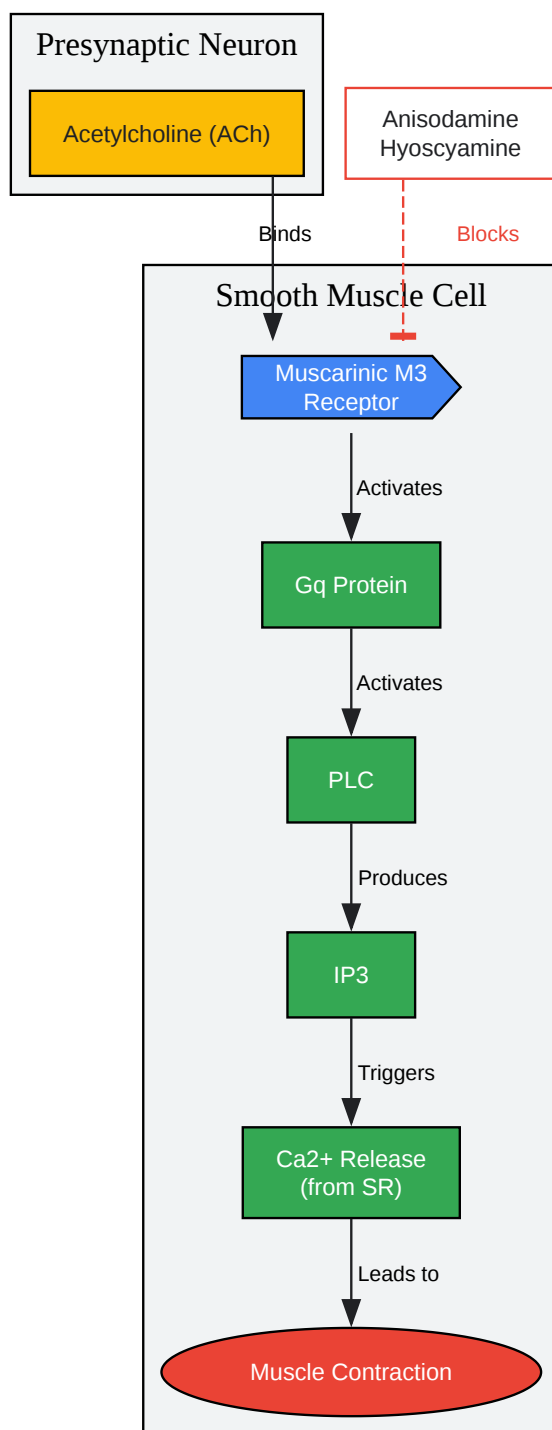 Presynaptic Neuron
Acetylcholine (ACh)
Anisodamine
Hyoscyamine
Binds
Blocks
Smooth Muscle Cell
Muscarinic M3
Receptor
Activates
Gq Protein
Activates
PLC
Produces
IP3
Triggers
Ca2+ Release
(from SR)
Leads to
Muscle Contraction